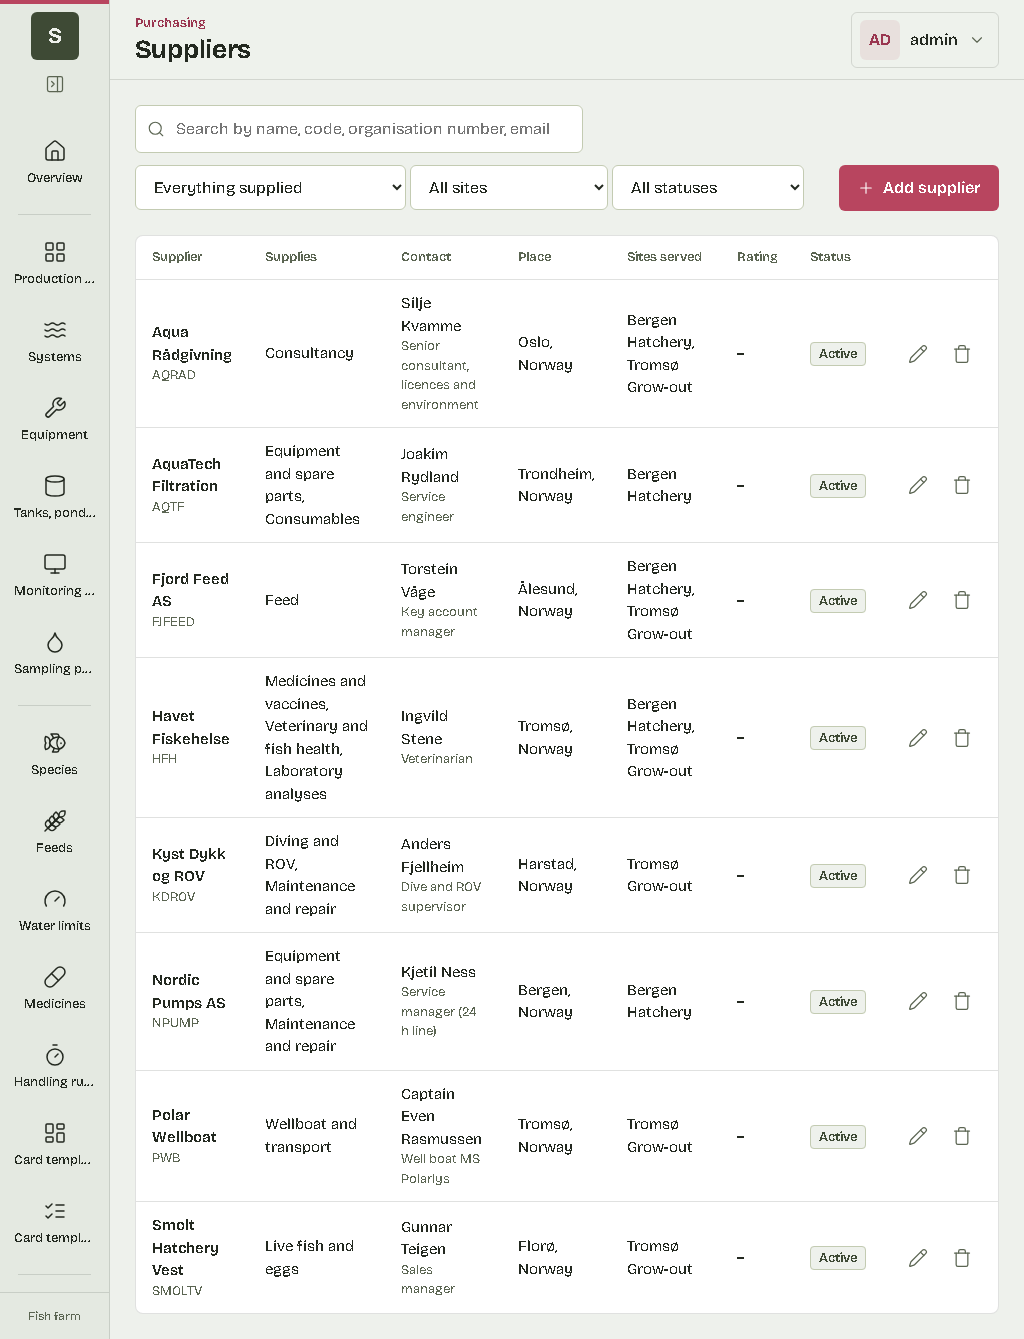 S
Purchasing
Suppliers
AD admin
Overview
Production ...
Systems
Equipment
Tanks, pond...
Monitoring ...
Sampling p...
Species
Feeds
Water limits
Medicines
Handling ru...
Card templ...
Card templ...
Fish farm
Search by name, code, organisation number, email
Everything supplied
All sites
All statuses
Add supplier
Supplier Supplies Contact Place Sites served Rating Status
Aqua
Rådgivning
AQRAD
Consultancy
Silje
Kvamme
Senior
consultant,
licences and
environment
Oslo,
Norway
Bergen
Hatchery,
Tromsø
Grow-out
–
Active
AquaTech
Filtration
AQTF
Equipment
and spare
parts,
Consumables
Joakim
Rydland
Service
engineer
Trondheim,
Norway
Bergen
Hatchery
–
Active
Fjord Feed
AS
FJFEED
Feed
Torstein
Våge
Key account
manager
Ålesund,
Norway
Bergen
Hatchery,
Tromsø
Grow-out
–
Active
Havet
Fiskehelse
HFH
Medicines and
vaccines,
Veterinary and
fish health,
Laboratory
analyses
Ingvild
Stene
Veterinarian
Tromsø,
Norway
Bergen
Hatchery,
Tromsø
Grow-out
–
Active
Kyst Dykk
og ROV
KDROV
Diving and
ROV,
Maintenance
and repair
Anders
Fjellheim
Dive and ROV
supervisor
Harstad,
Norway
Tromsø
Grow-out
–
Active
Nordic
Pumps AS
NPUMP
Equipment
and spare
parts,
Maintenance
and repair
Kjetil Ness
Service
manager (24
h line)
Bergen,
Norway
Bergen
Hatchery
–
Active
Polar
Wellboat
PWB
Wellboat and
transport
Captain
Even
Rasmussen
Well boat MS
Polarlys
Tromsø,
Norway
Tromsø
Grow-out
–
Active
Smolt
Hatchery
Vest
SMOLTV
Live fish and
eggs
Gunnar
Teigen
Sales
manager
Florø,
Norway
Tromsø
Grow-out
–
Active